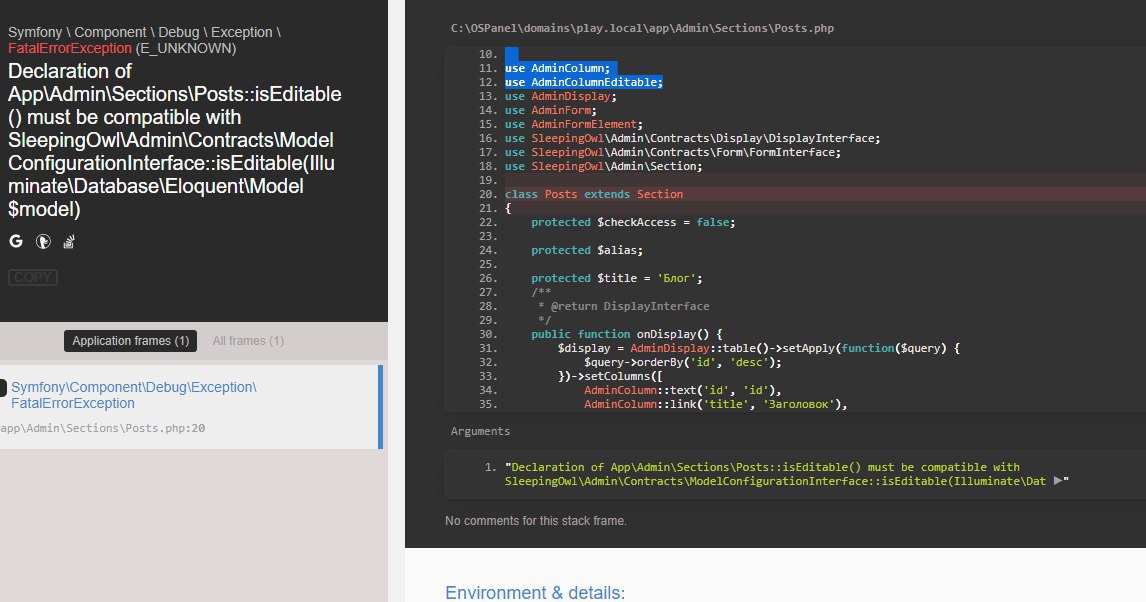 Symfony \ Component \ Debug \ Exception \
FatalErrorException (E_UNKNOWN)
Declaration of
App\Admin\Sections\Posts::isEditable
() must be compatible with
SleepingOwl\Admin\Contracts\Model
ConfigurationInterface::isEditable(Illu
minate\Database\Eloquent\Model
$model)
G
COPY
Application frames (1) All frames (1)
Symfony\Component\Debug\Exception\
FatalErrorException
app\Admin\Sections\Posts.php:20
C:\OSPanel\domains\play.local\app\Admin\Sections\Posts.php
10.
11. use AdminColumn;
12. use AdminColumnEditable;
13. use AdminDisplay;
14. use AdminForm;
15. use AdminFormElement;
16. use SleepingOwl\Admin\Contracts\Display\DisplayInterface;
17. use SleepingOwl\Admin\Contracts\Form\FormInterface;
18. use SleepingOwl\Admin\Section;
19.
20. class Posts extends Section
21. {
22. protected $checkAccess = false;
23.
24. protected $alias;
25.
26. protected $title = 'Блог';
27. /**
28. * @return DisplayInterface
29. */
30. public function onDisplay() {
31. $display = AdminDisplay::table()->setApply(function($query) {
32. $query->orderBy('id', 'desc');
33. })->setColumns([
34. AdminColumn::text('id', 'id'),
35. AdminColumn::link('title', 'Заголовок'),
Arguments
1. "Declaration of App\Admin\Sections\Posts::isEditable() must be compatible with
SleepingOwl\Admin\Contracts\ModelConfigurationInterface::isEditable(Illuminate\Dat ▶"
No comments for this stack frame.
Environment & details: